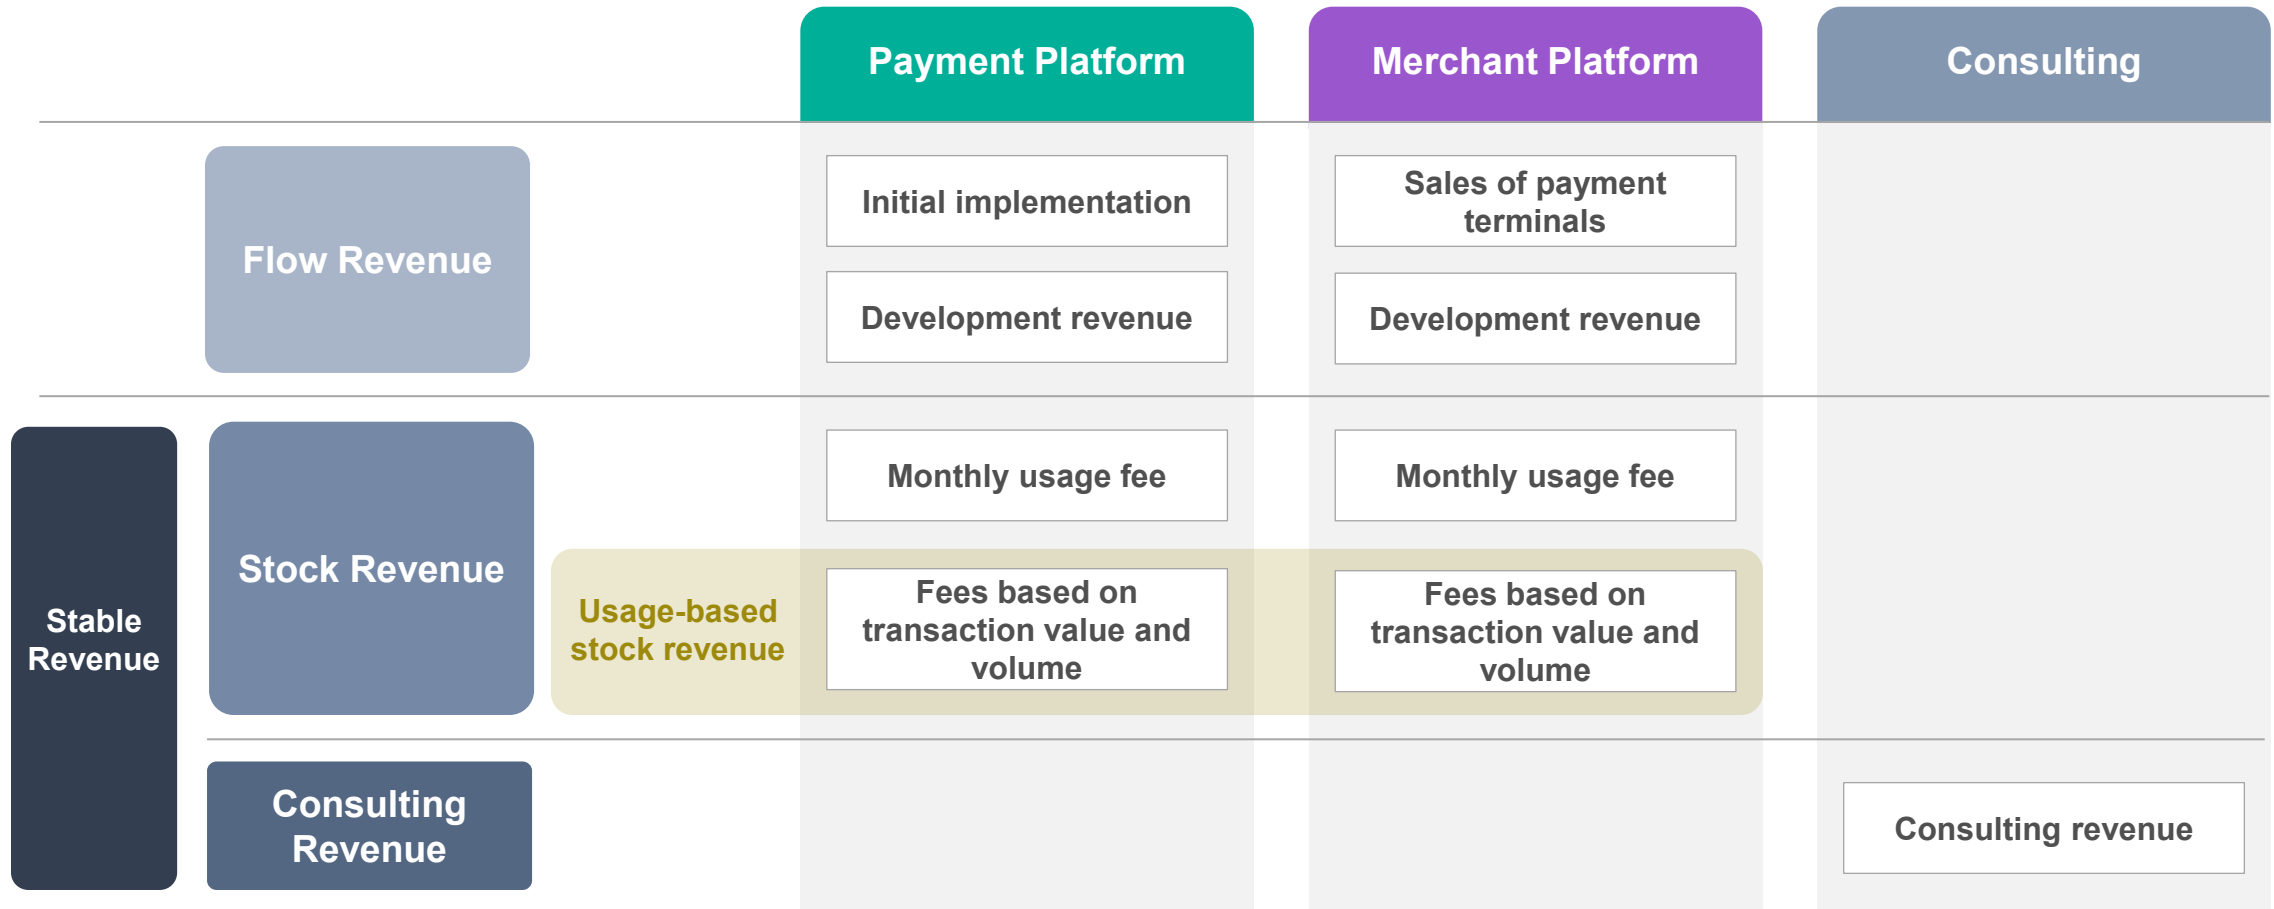 Payment Platform
Merchant Platform
Consulting
Flow Revenue
Initial implementation
Sales of payment
terminals
Development revenue
Development revenue
Stable
Revenue
Stock Revenue
Monthly usage fee
Monthly usage fee
Usage-based
stock revenue
Fees based on
transaction value and
volume
Fees based on
transaction value and
volume
Consulting
Revenue
Consulting revenue